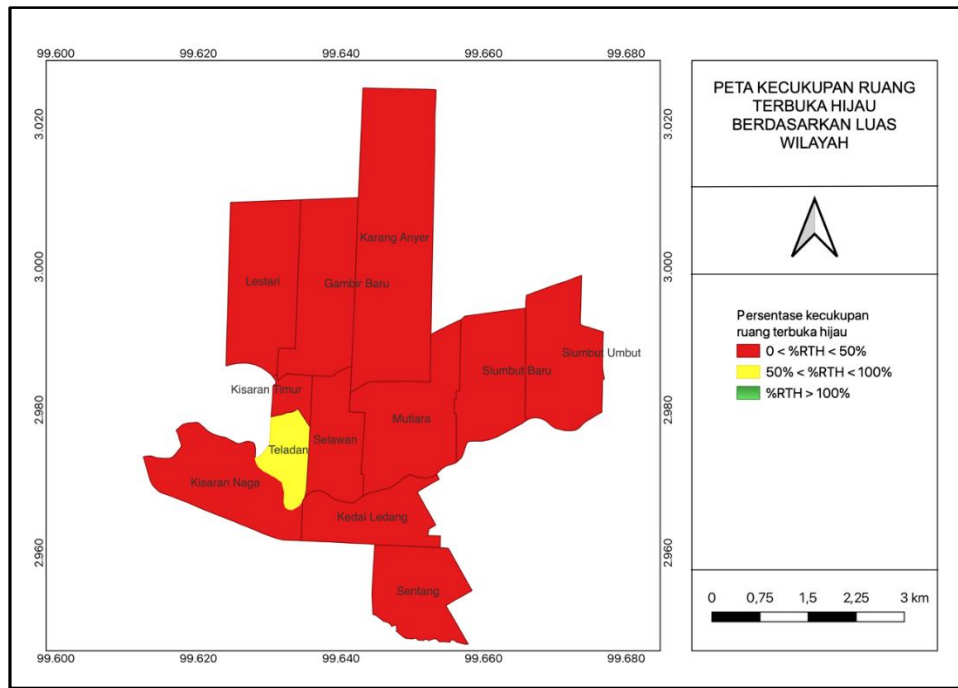 99.600 99.620 99.640 99.660 99.680
3.020
3.000
2.980
2.960
Karang Anyer
Lestari
Gambir Baru
Siumbut Umbut
Siumbut Baru
Kisaran Timur
Mutiara
Selawan
Teladan
Kisaran Naga
Kedai Ledang
Sentang
3.020
3.000
2.980
2.960
99.600 99.620 99.640 99.660 99.680
PETA KECUKUPAN RUANG
TERBUKA HIJAU
BERDASARKAN LUAS
WILAYAH
Persentase kecukupan
ruang terbuka hijau
0 < %RTH < 50%
50% < %RTH < 100%
%RTH > 100%
0 0,75 1,5 2,25 3 km